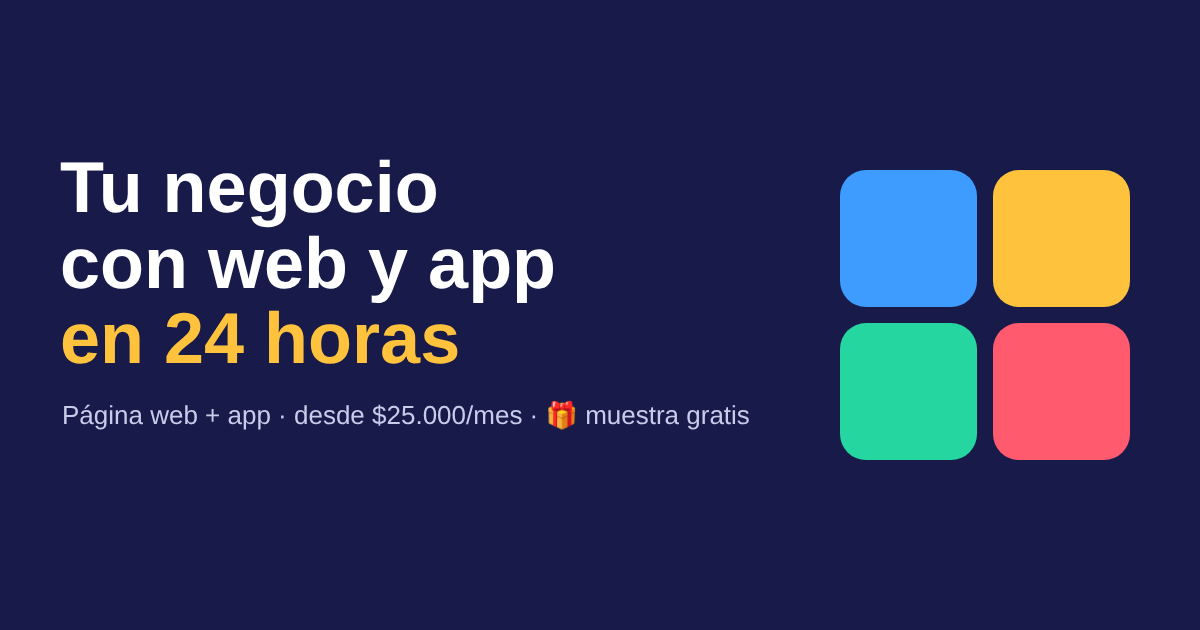 Tu negocio
con web y app
en 24 horas
Página web + app · desde $25.000/mes · 🎁 muestra gratis